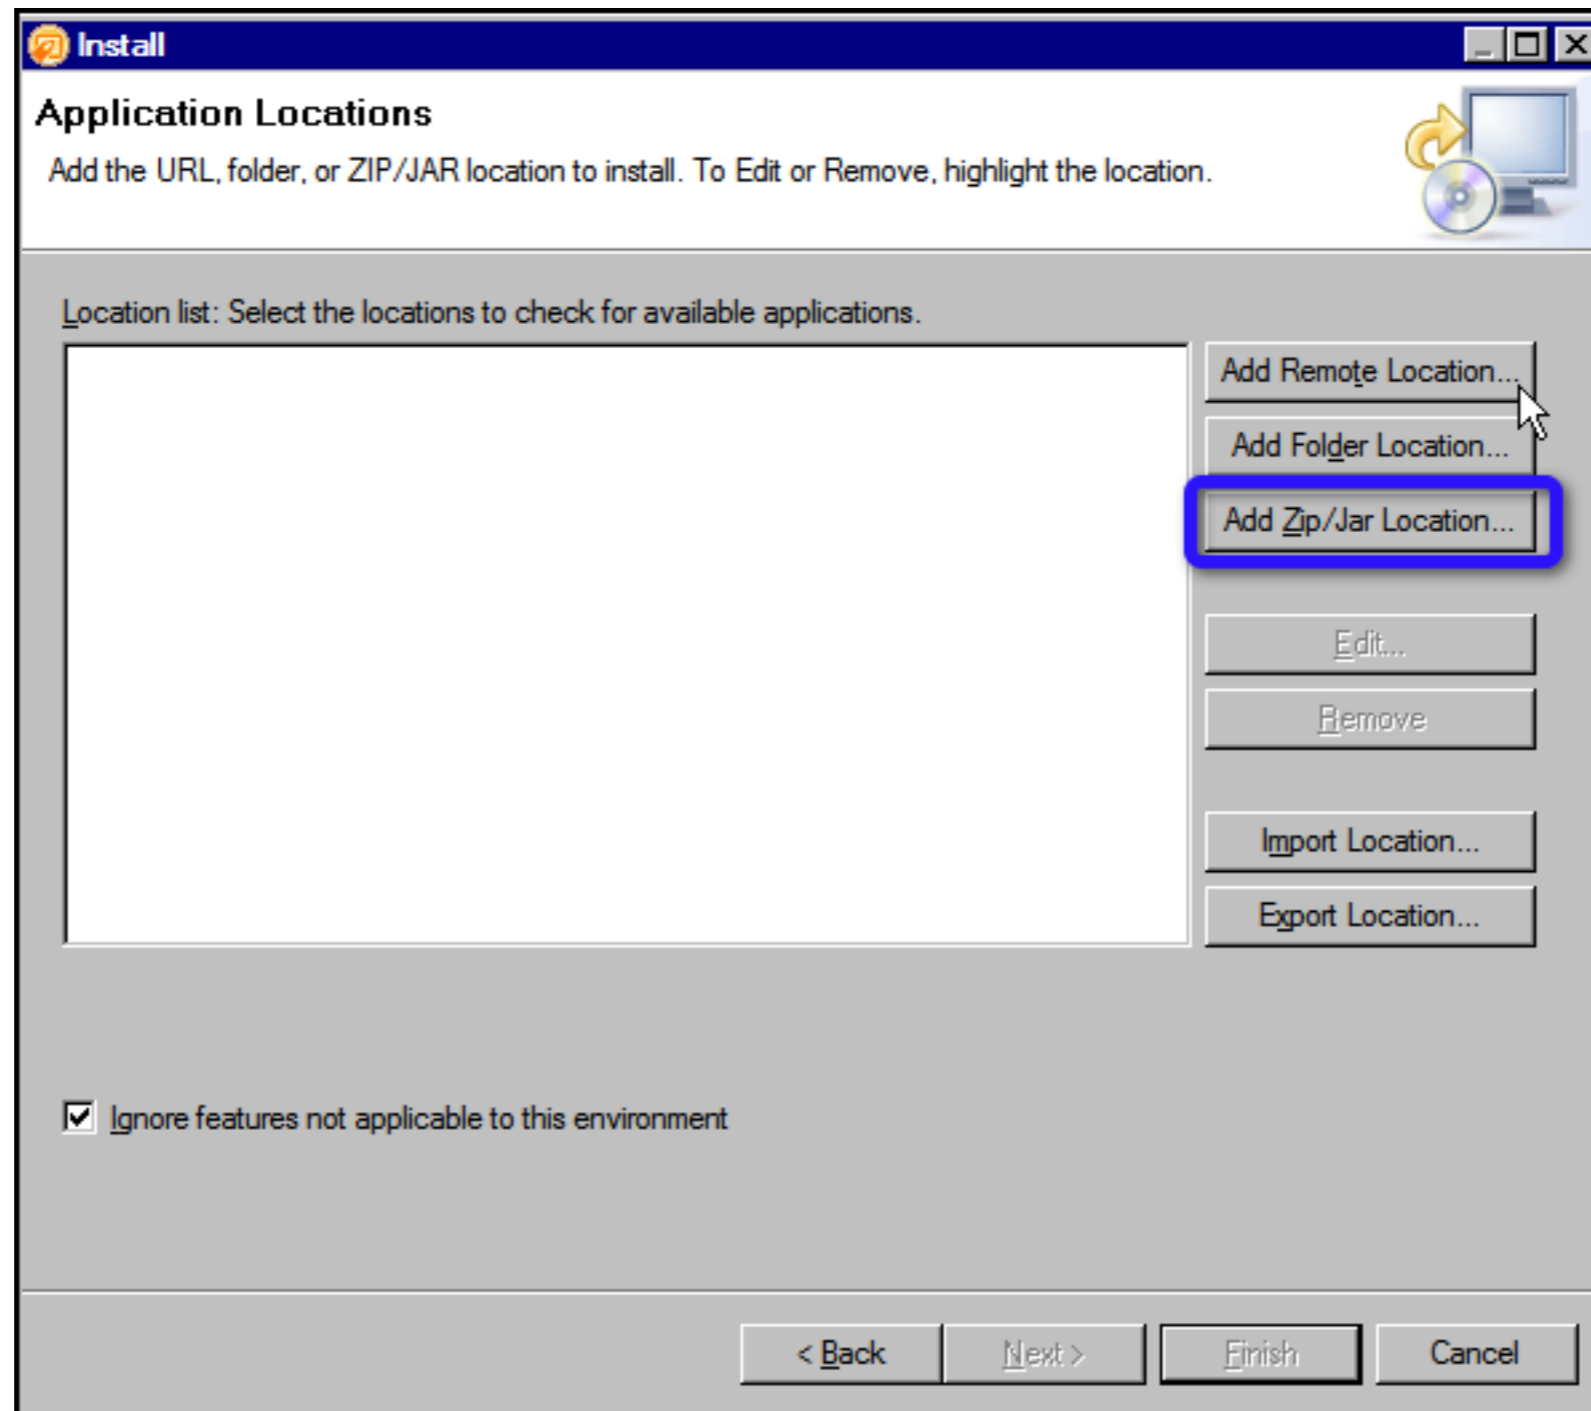 Install
Application Locations
Add the URL, folder, or ZIP/JAR location to install. To Edit or Remove, highlight the location.
Location list: Select the locations to check for available applications.
Add Remote Location...
Add Folder Location...
Add Zip/Jar Location...
Edit...
Remove
Import Location...
Export Location...
Ignore features not applicable to this environment
< Back
Next >
Finish
Cancel